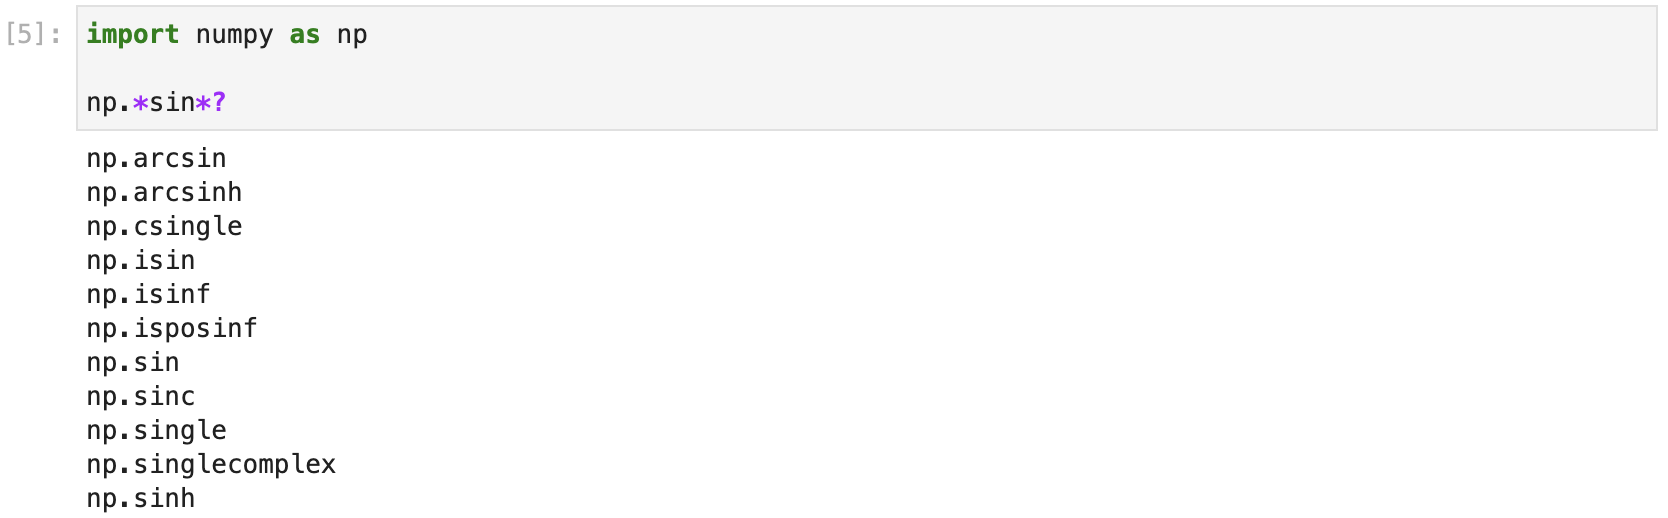 [5]: import numpy as np
np.*sin*?
np.arcsin
np.arcsinh
np.csingle
np.isin
np.isinf
np.isposinf
np.sin
np.sinc
np.single
np.singlecomplex
np.sinh